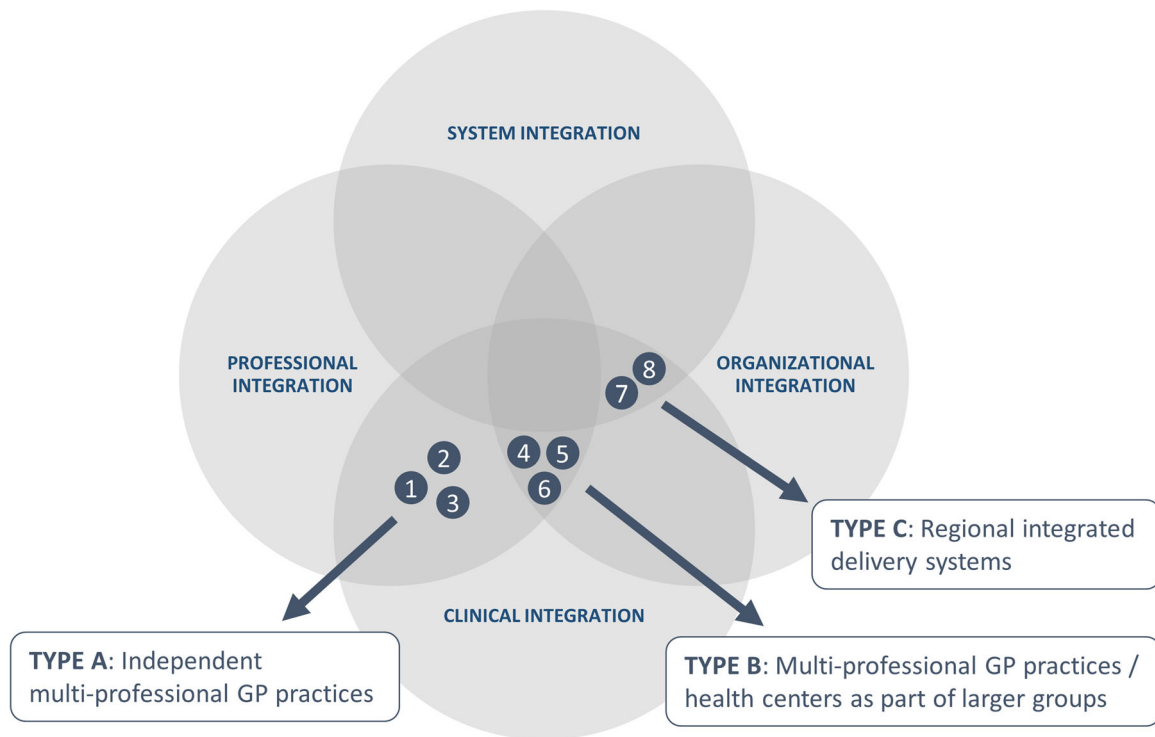 SYSTEM INTEGRATION
PROFESSIONAL
INTEGRATION
ORGANIZATIONAL
INTEGRATION
8
7
2
4
5
1
6
3
TYPE C: Regional integrated
delivery systems
CLINICAL INTEGRATION
TYPE A: Independent
multi-professional GP practices
TYPE B: Multi-professional GP practices /
health centers as part of larger groups